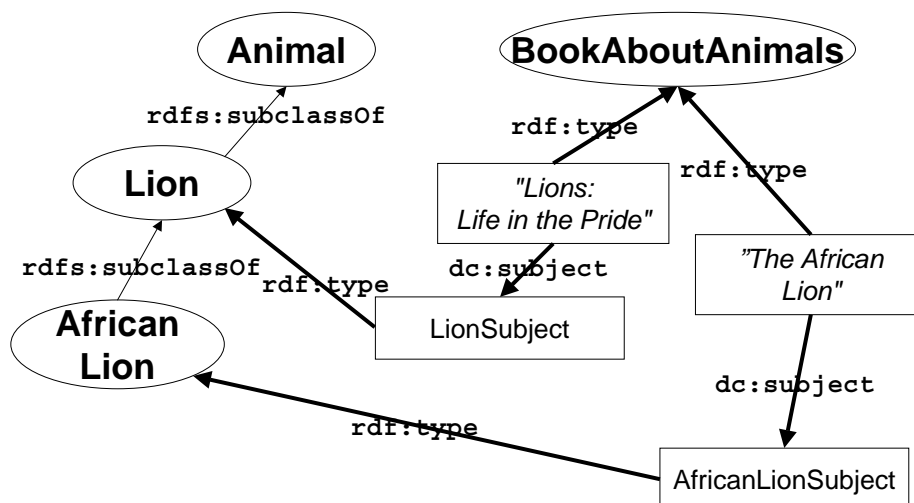 Animal
BookAboutAnimals
rdfs:subclassOf
rdf:type
Lion
"Lions:
Life in the Pride"
rdf:type
”The African
Lion"
rdfs:subclassOf
rdf:type
dc:subject
African
Lion
LionSubject
dc:subject
rdf:type
AfricanLionSubject